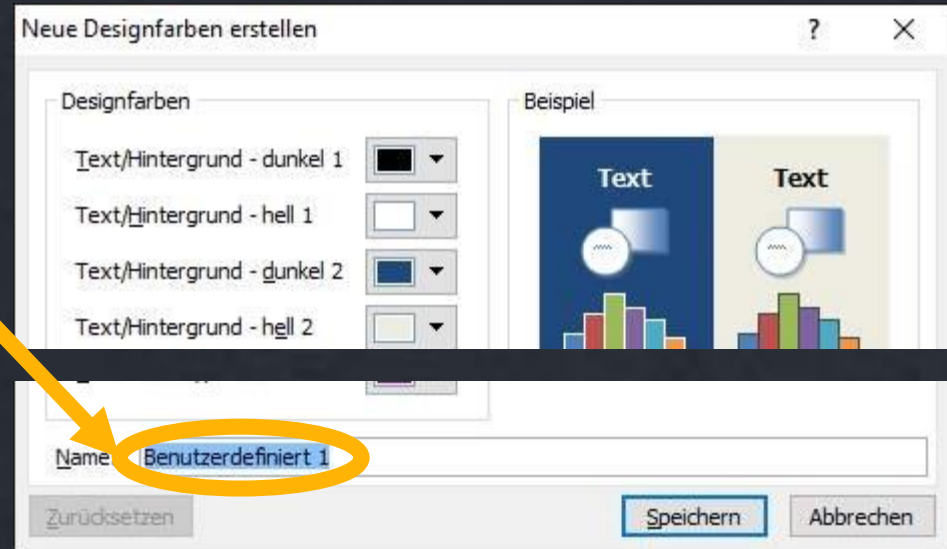 Neue Designfarben erstellen
? X
Designfarben
Beispiel
Text/Hintergrund - dunkel 1
Text/Hintergrund - hell 1
Text/Hintergrund - dunkel 2
Text/Hintergrund - hell 2
Text
Text
Name
Benutzerdefiniert 1
Zurücksetzen
Speichern
Abbrechen